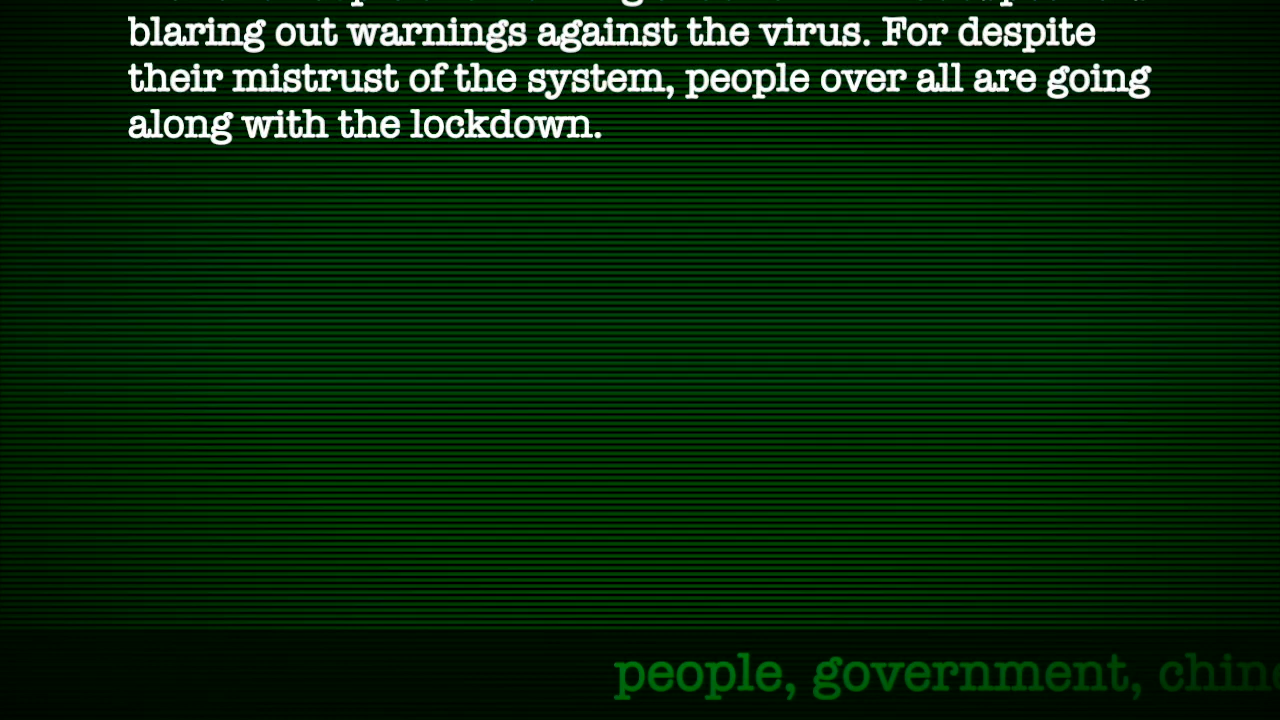 blaring out warnings against the virus. For despite
their mistrust of the system, people over all are going
along with the lockdown.
people, government,